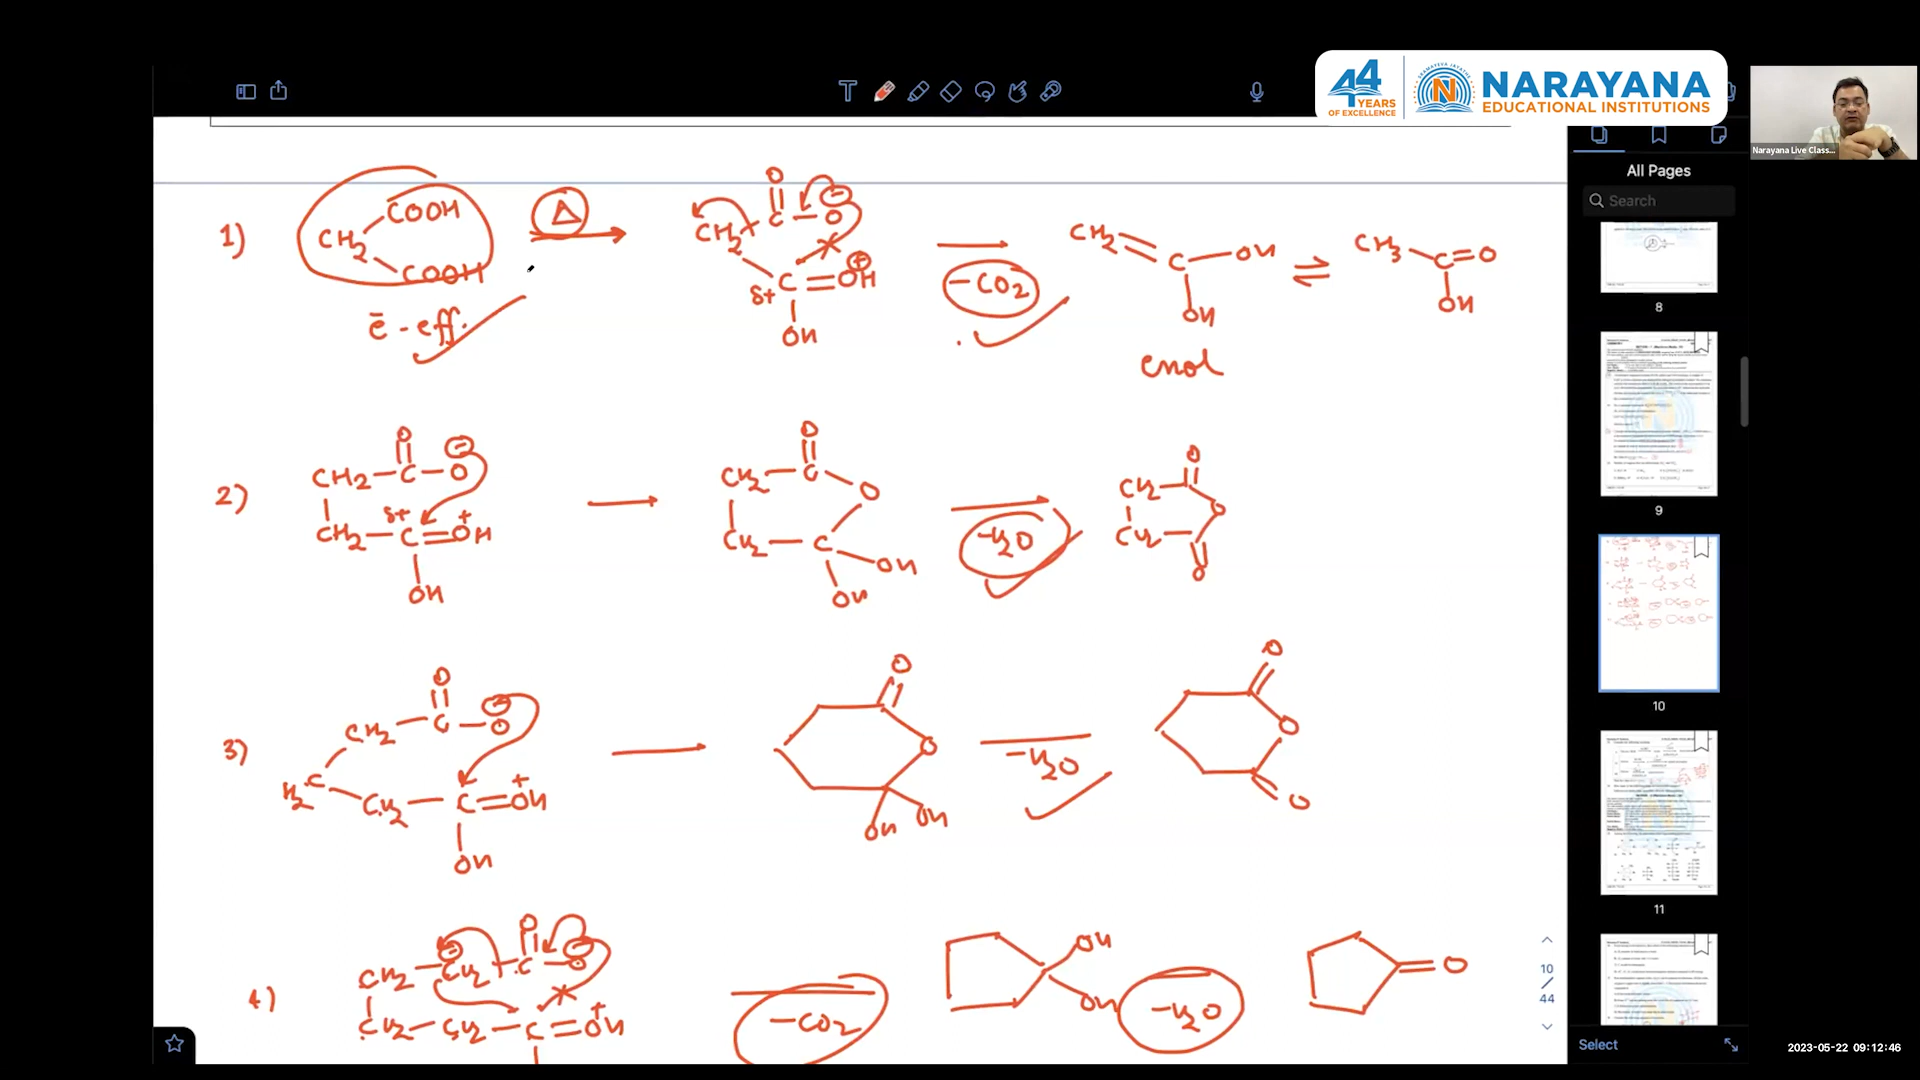 44
YEARS
OF EXCELLENCE
NARAYANA
EDUCATIONAL INSTITUTIONS
Narayana Live Class...
All Pages
Search
8
9
10
11
10
/
44
Select
2023-05-22 09:12:46
1)
CH2
COOH
COOH
ē - eff.
Δ
O
CH2 C - O ⊖
δ+ C = OH ⊕
OH
- CO2
CH2 = C - OH
OH
enol
⇌
CH3 C = O
OH
2)
O
CH2 - C - O ⊖
δ+ +
CH2 - C = OH
OH
O
CH2 - C
O
CH2 - C - OH
OH
- H2O
O
CH2
O
CH2
O
3)
O
CH2 - C - O ⊖
H2C
CH2 - C = OH +
OH
O
O
OH OH
- H2O
O
O
O
4)
O
CH2 - CH2 - C - O ⊖
CH2 - CH2 - C = OH +
- CO2
OH
OH
- H2O
= O